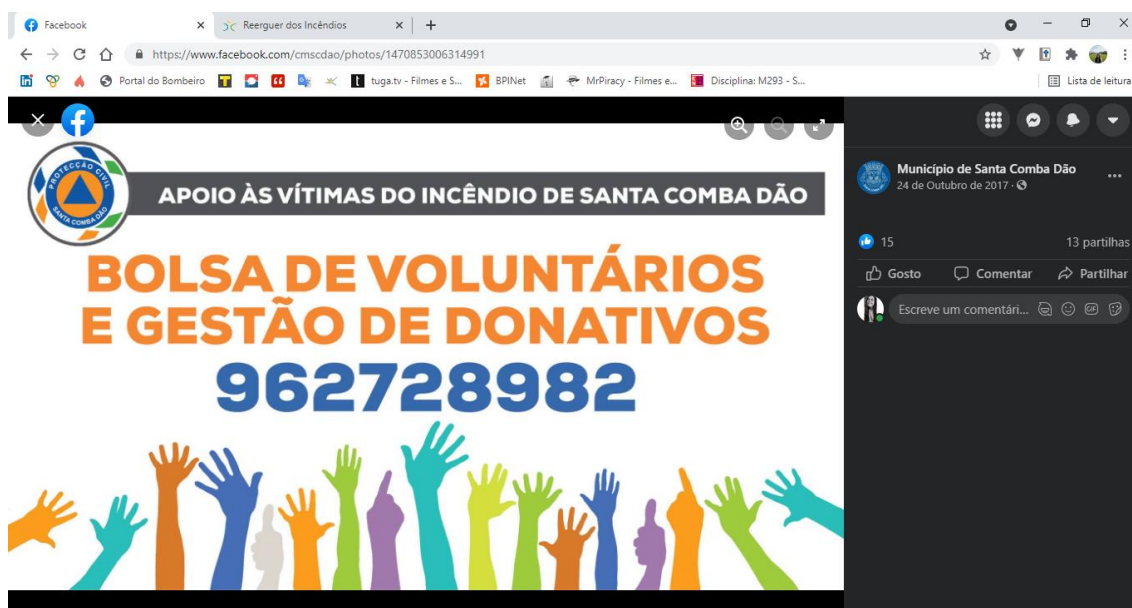 Facebook
Reerguer dos Incêndios
https://www.facebook.com/cmscdao/photos/1470853006314991
Portal do Bombeiro
tuga.tv - Filmes e S...
BPINet
MrPiracy - Filmes e...
Disciplina: M293 - S...
Lista de leitura
PROTECÇÃO CIVIL
SANTA COMBA DÃO
APOIO ÀS VÍTIMAS DO INCÊNDIO DE SANTA COMBA DÃO
BOLSA DE VOLUNTÁRIOS
E GESTÃO DE DONATIVOS
962728982
Município de Santa Comba Dão
24 de Outubro de 2017 ·
15
13 partilhas
Gosto
Comentar
Partilhar
Escreve um comentári...
GIF